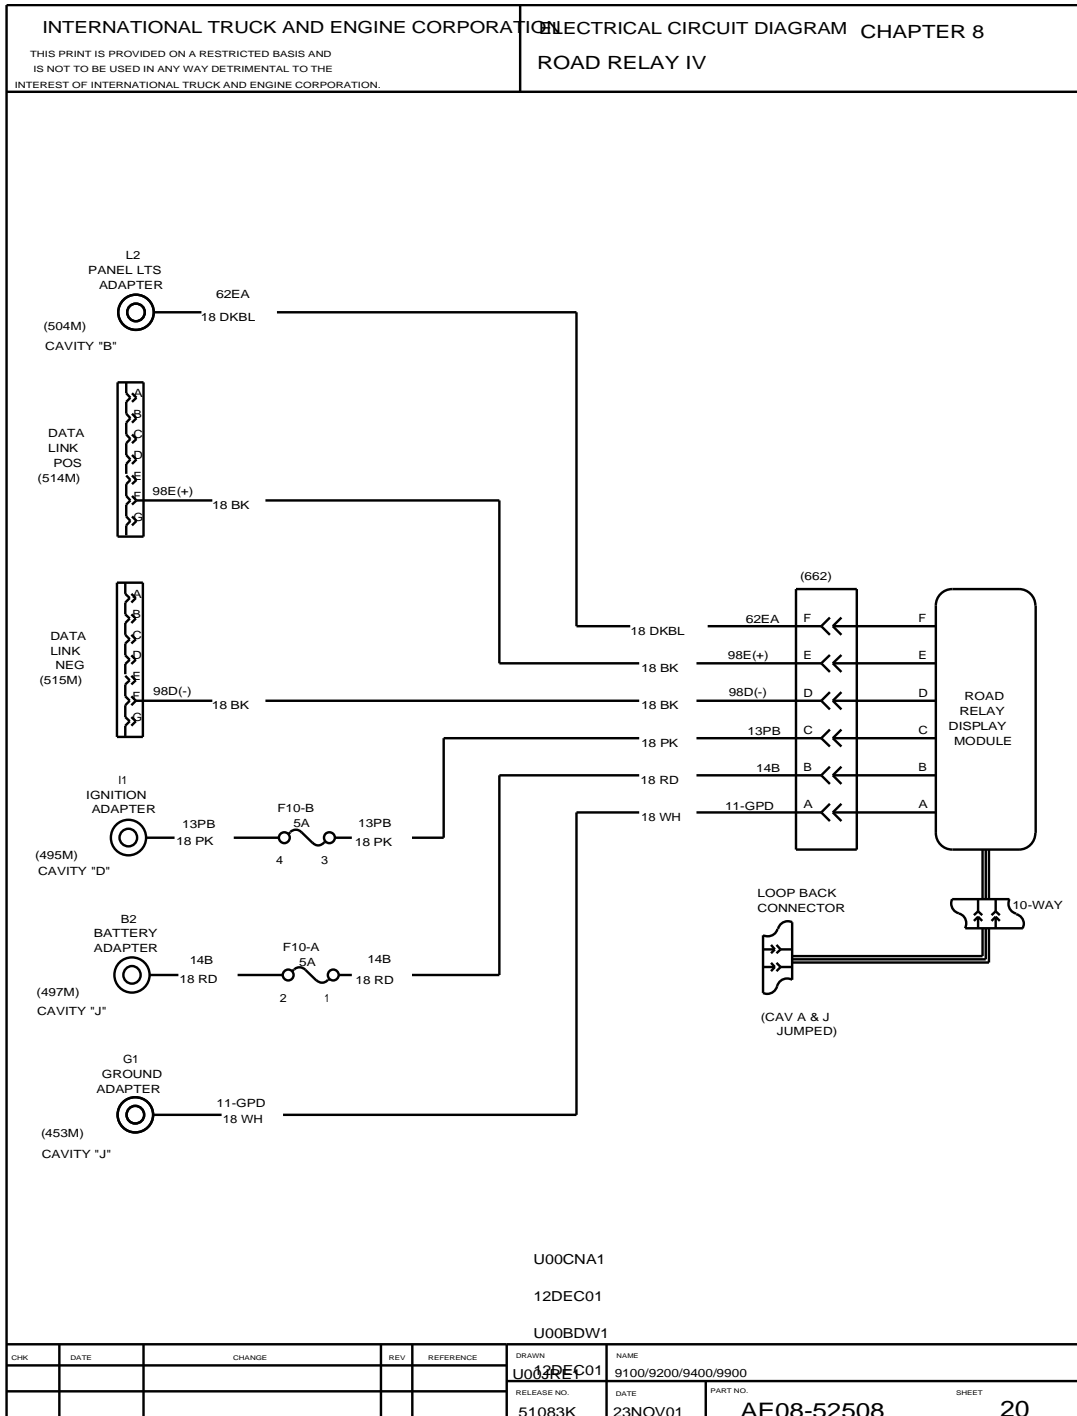 INTERNATIONAL TRUCK AND ENGINE CORPORATION
THIS PRINT IS PROVIDED ON A RESTRICTED BASIS AND
IS NOT TO BE USED IN ANY WAY DETRIMENTAL TO THE
INTEREST OF INTERNATIONAL TRUCK AND ENGINE CORPORATION.
ELECTRICAL CIRCUIT DIAGRAM CHAPTER 8
ROAD RELAY IV
L2
PANEL LTS
ADAPTER
(504M)
CAVITY "B"
62EA
18 DKBL
DATA
LINK
POS
(514M)
A
B
C
D
E
F
G
98E(+)
18 BK
DATA
LINK
NEG
(515M)
A
B
C
D
E
F
G
98D(-)
18 BK
I1
IGNITION
ADAPTER
(495M)
CAVITY "D"
13PB
18 PK
F10-B
5A
4 3
13PB
18 PK
B2
BATTERY
ADAPTER
(497M)
CAVITY "J"
14B
18 RD
F10-A
5A
2 1
14B
18 RD
G1
GROUND
ADAPTER
(453M)
CAVITY "J"
11-GPD
18 WH
(662)
18 DKBL 62EA F F
18 BK 98E(+) E E
18 BK 98D(-) D D
18 PK 13PB C C
18 RD 14B B B
18 WH 11-GPD A A
ROAD
RELAY
DISPLAY
MODULE
10-WAY
LOOP BACK
CONNECTOR
(CAV A & J
JUMPED)
U00CNA1
12DEC01
U00BDW1
12DEC01
CHK DATE CHANGE REV REFERENCE
DRAWN
U00JRE1
NAME
9100/9200/9400/9900
RELEASE NO.
51083K
DATE
23NOV01
PART NO.
AE08-52508
SHEET
20